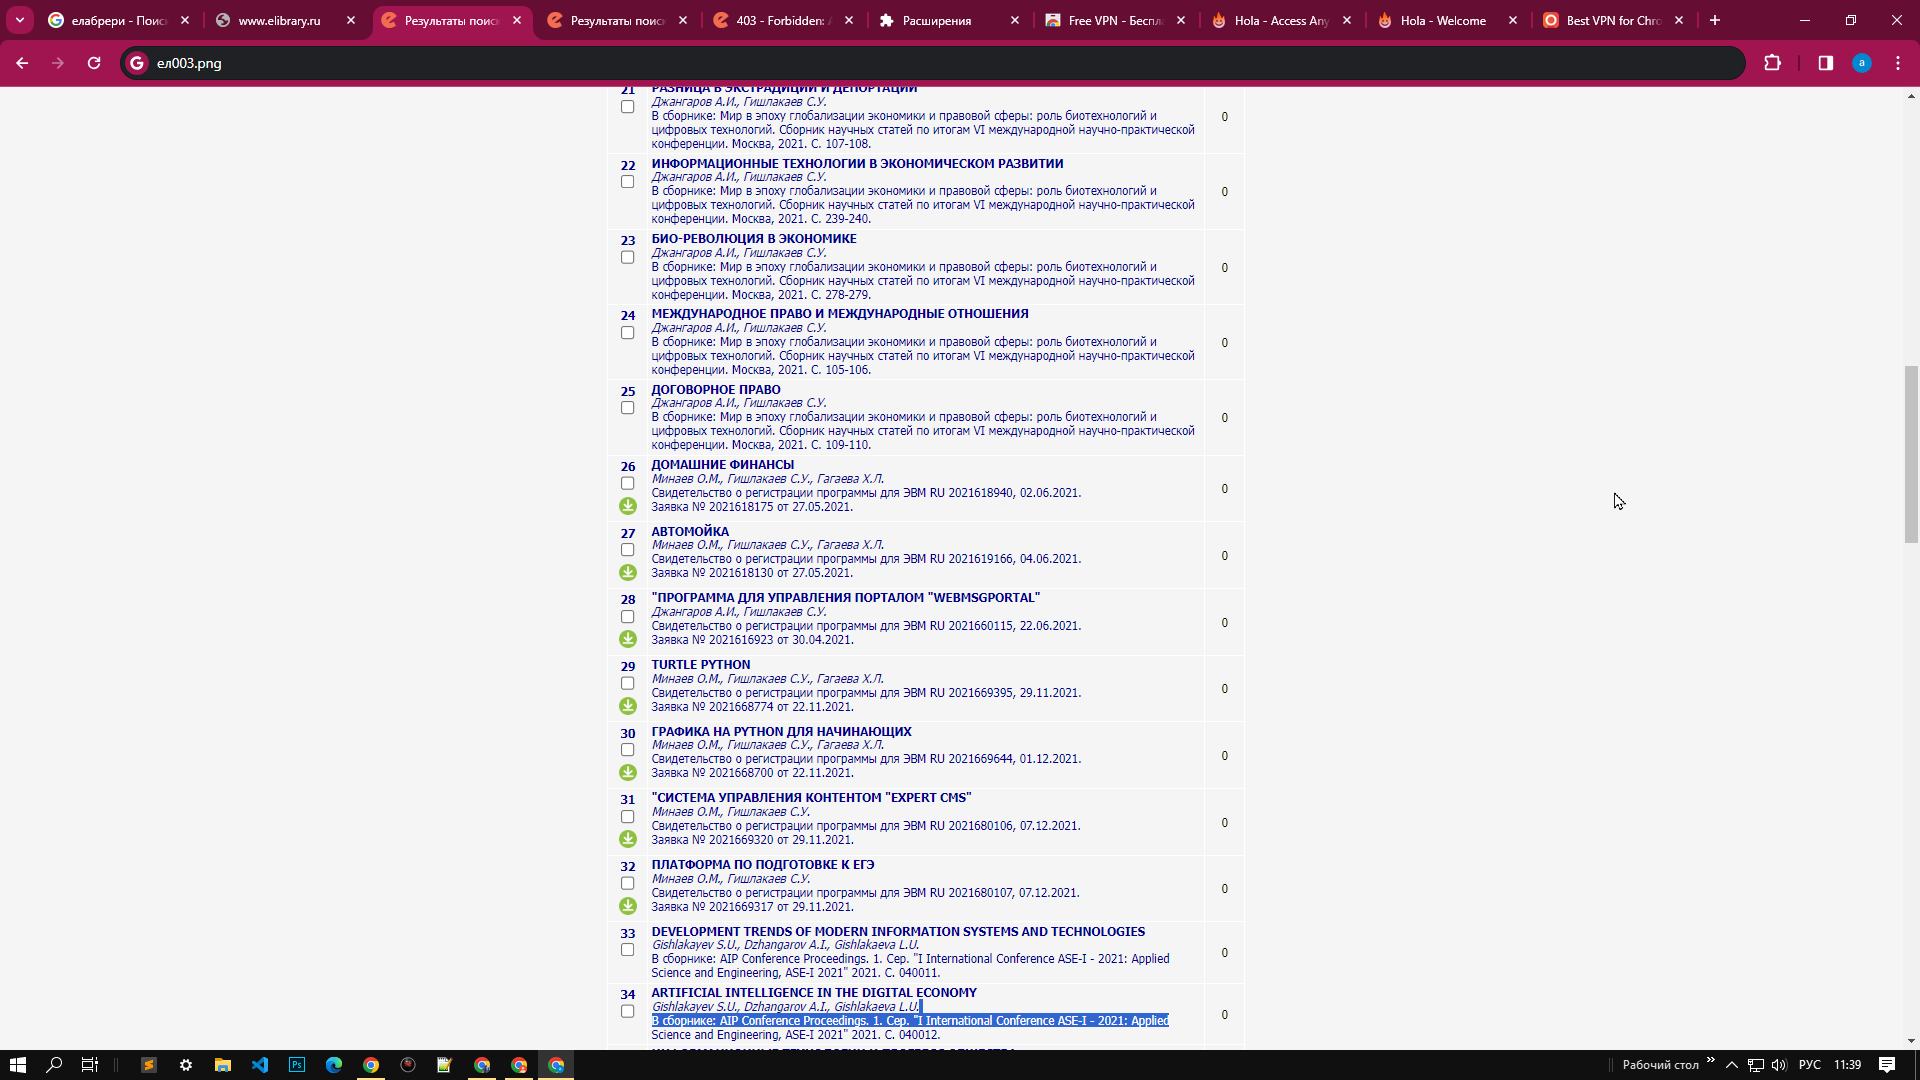 елабрери - Поис
www.elibrary.ru
Результаты поис
Результаты поис
403 - Forbidden: A
Расширения
Free VPN - Беспл
Hola - Access Any
Hola - Welcome
Best VPN for Chro
ел003.png
a
21 РАЗНИЦА В ЭКСТРАДИЦИИ И ДЕПОРТАЦИИ
Джангаров А.И., Гишлакаев С.У.
В сборнике: Мир в эпоху глобализации экономики и правовой сферы: роль биотехнологий и
цифровых технологий. Сборник научных статей по итогам VI международной научно-практической
конференции. Москва, 2021. С. 107-108.
0
22 ИНФОРМАЦИОННЫЕ ТЕХНОЛОГИИ В ЭКОНОМИЧЕСКОМ РАЗВИТИИ
Джангаров А.И., Гишлакаев С.У.
В сборнике: Мир в эпоху глобализации экономики и правовой сферы: роль биотехнологий и
цифровых технологий. Сборник научных статей по итогам VI международной научно-практической
конференции. Москва, 2021. С. 239-240.
0
23 БИО-РЕВОЛЮЦИЯ В ЭКОНОМИКЕ
Джангаров А.И., Гишлакаев С.У.
В сборнике: Мир в эпоху глобализации экономики и правовой сферы: роль биотехнологий и
цифровых технологий. Сборник научных статей по итогам VI международной научно-практической
конференции. Москва, 2021. С. 278-279.
0
24 МЕЖДУНАРОДНОЕ ПРАВО И МЕЖДУНАРОДНЫЕ ОТНОШЕНИЯ
Джангаров А.И., Гишлакаев С.У.
В сборнике: Мир в эпоху глобализации экономики и правовой сферы: роль биотехнологий и
цифровых технологий. Сборник научных статей по итогам VI международной научно-практической
конференции. Москва, 2021. С. 105-106.
0
25 ДОГОВОРНОЕ ПРАВО
Джангаров А.И., Гишлакаев С.У.
В сборнике: Мир в эпоху глобализации экономики и правовой сферы: роль биотехнологий и
цифровых технологий. Сборник научных статей по итогам VI международной научно-практической
конференции. Москва, 2021. С. 109-110.
0
26 ДОМАШНИЕ ФИНАНСЫ
Минаев О.М., Гишлакаев С.У., Гагаева Х.Л.
Свидетельство о регистрации программы для ЭВМ RU 2021618940, 02.06.2021.
Заявка № 2021618175 от 27.05.2021.
0
27 АВТОМОЙКА
Минаев О.М., Гишлакаев С.У., Гагаева Х.Л.
Свидетельство о регистрации программы для ЭВМ RU 2021619166, 04.06.2021.
Заявка № 2021618130 от 27.05.2021.
0
28 "ПРОГРАММА ДЛЯ УПРАВЛЕНИЯ ПОРТАЛОМ "WEBMSGPORTAL"
Джангаров А.И., Гишлакаев С.У.
Свидетельство о регистрации программы для ЭВМ RU 2021660115, 22.06.2021.
Заявка № 2021616923 от 30.04.2021.
0
29 TURTLE PYTHON
Минаев О.М., Гишлакаев С.У., Гагаева Х.Л.
Свидетельство о регистрации программы для ЭВМ RU 2021669395, 29.11.2021.
Заявка № 2021668774 от 22.11.2021.
0
30 ГРАФИКА НА PYTHON ДЛЯ НАЧИНАЮЩИХ
Минаев О.М., Гишлакаев С.У., Гагаева Х.Л.
Свидетельство о регистрации программы для ЭВМ RU 2021669644, 01.12.2021.
Заявка № 2021668700 от 22.11.2021.
0
31 "СИСТЕМА УПРАВЛЕНИЯ КОНТЕНТОМ "EXPERT CMS"
Минаев О.М., Гишлакаев С.У.
Свидетельство о регистрации программы для ЭВМ RU 2021680106, 07.12.2021.
Заявка № 2021669320 от 29.11.2021.
0
32 ПЛАТФОРМА ПО ПОДГОТОВКЕ К ЕГЭ
Минаев О.М., Гишлакаев С.У.
Свидетельство о регистрации программы для ЭВМ RU 2021680107, 07.12.2021.
Заявка № 2021669317 от 29.11.2021.
0
33 DEVELOPMENT TRENDS OF MODERN INFORMATION SYSTEMS AND TECHNOLOGIES
Gishlakayev S.U., Dzhangarov A.I., Gishlakaeva L.U.
В сборнике: AIP Conference Proceedings. 1. Сер. "I International Conference ASE-I - 2021: Applied
Science and Engineering, ASE-I 2021" 2021. С. 040011.
0
34 ARTIFICIAL INTELLIGENCE IN THE DIGITAL ECONOMY
Gishlakayev S.U., Dzhangarov A.I., Gishlakaeva L.U.
В сборнике: AIP Conference Proceedings. 1. Сер. "I International Conference ASE-I - 2021: Applied
Science and Engineering, ASE-I 2021" 2021. С. 040012.
0
Ps
Рабочий стол
РУС
11:39